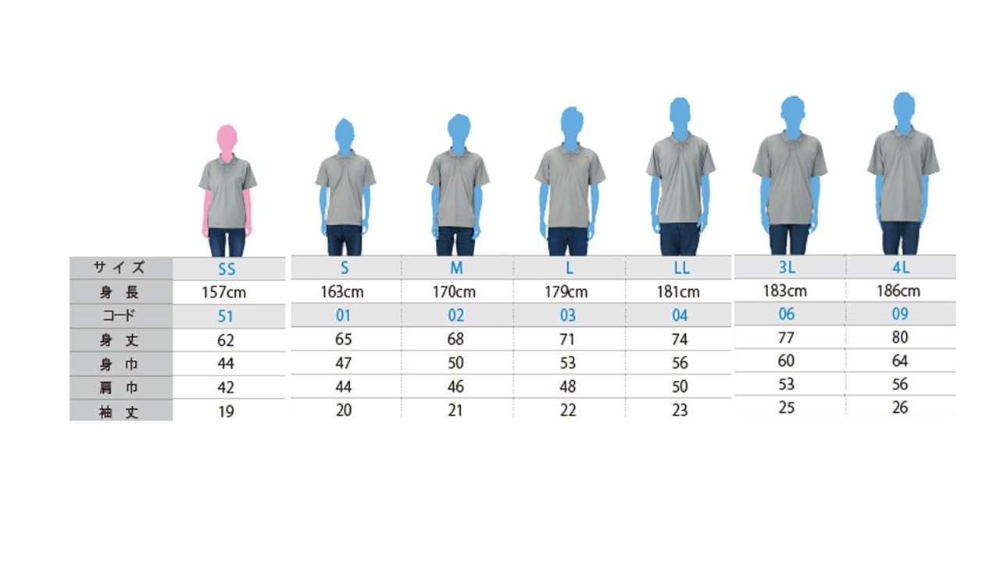 サイズ SS S M L LL 3L 4L
身長 157cm 163cm 170cm 179cm 181cm 183cm 186cm
コード 51 01 02 03 04 06 09
身丈 62 65 68 71 74 77 80
身巾 44 47 50 53 56 60 64
肩巾 42 44 46 48 50 53 56
袖丈 19 20 21 22 23 25 26